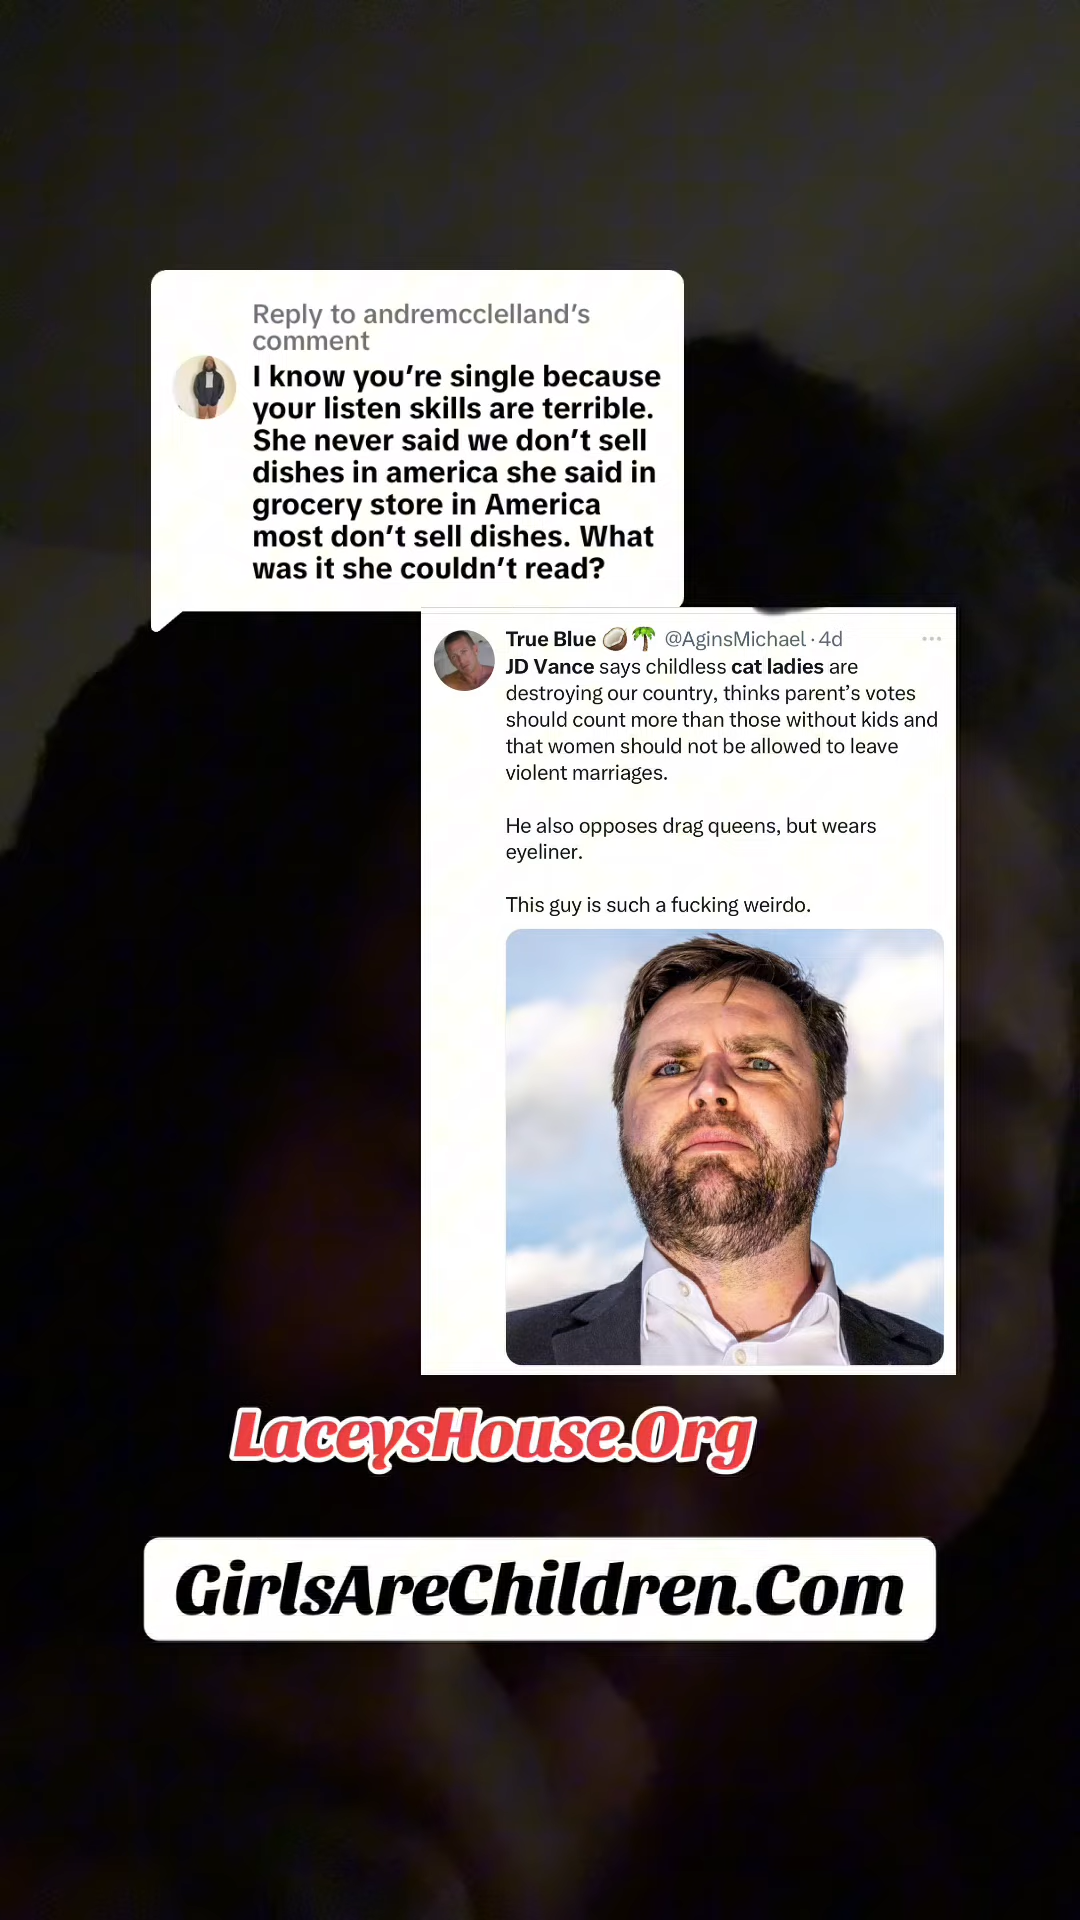 Reply to andremcclelland's
comment
I know you're single because
your listen skills are terrible.
She never said we don't sell
dishes in america she said in
grocery store in America
most don't sell dishes. What
was it she couldn't read?
True Blue 🥥🌴 @AginsMichael · 4d
JD Vance says childless cat ladies are
destroying our country, thinks parent's votes
should count more than those without kids and
that women should not be allowed to leave
violent marriages.
He also opposes drag queens, but wears
eyeliner.
This guy is such a fucking weirdo.
LaceysHouse.Org
GirlsAreChildren.Com